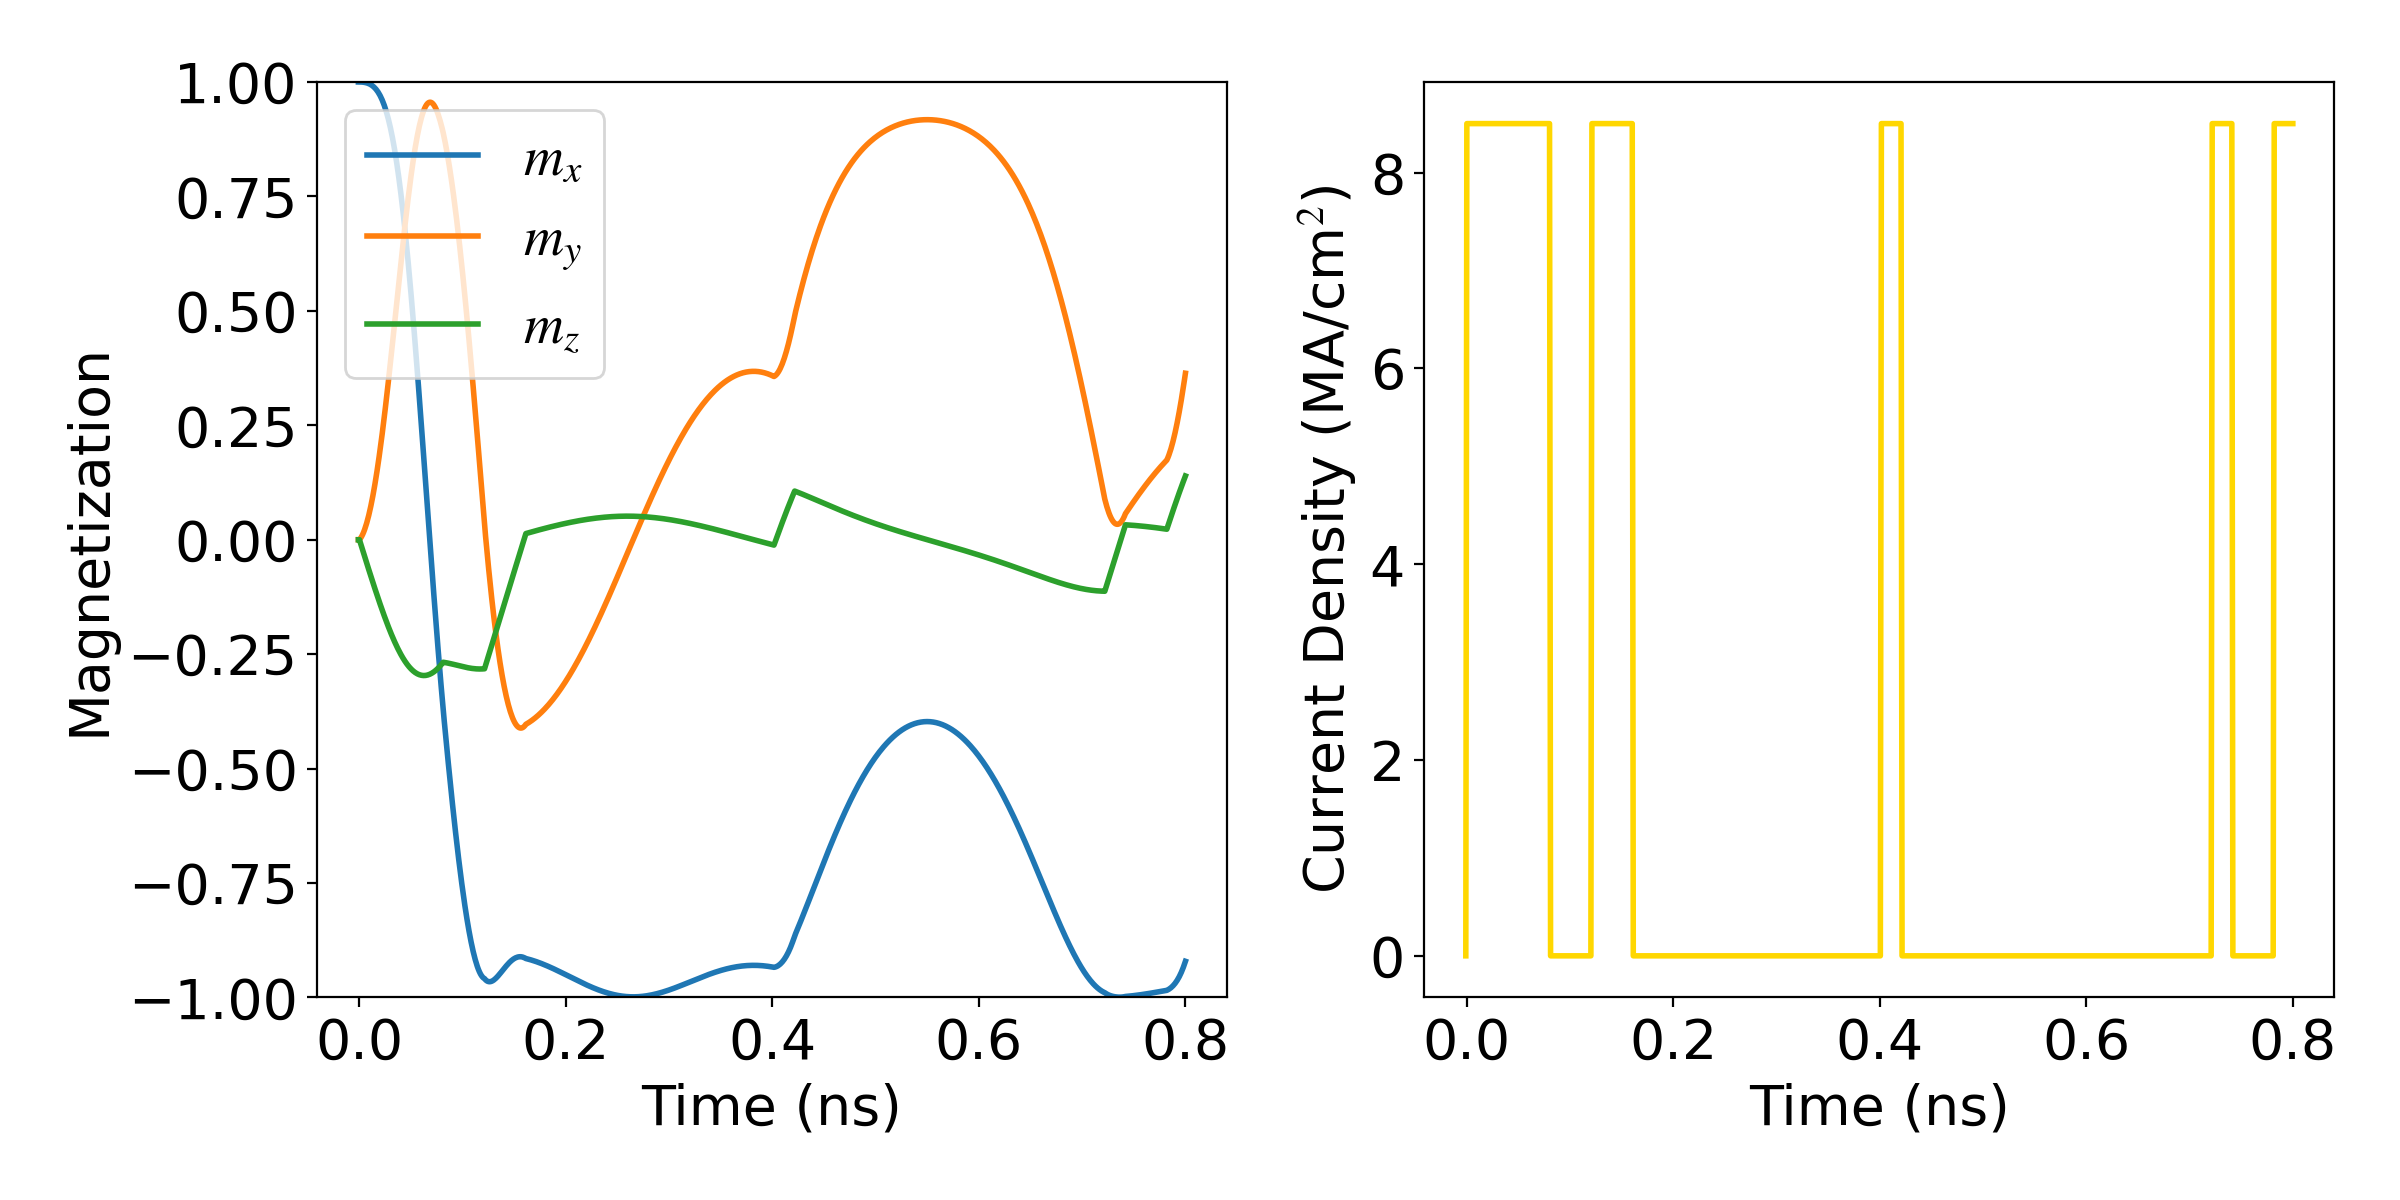 Magnetization
1.00
0.75
0.50
0.25
0.00
−0.25
−0.50
−0.75
−1.00
m_x
m_y
m_z
0.0 0.2 0.4 0.6 0.8
Time (ns)
Current Density (MA/cm²)
8
6
4
2
0
0.0 0.2 0.4 0.6 0.8
Time (ns)